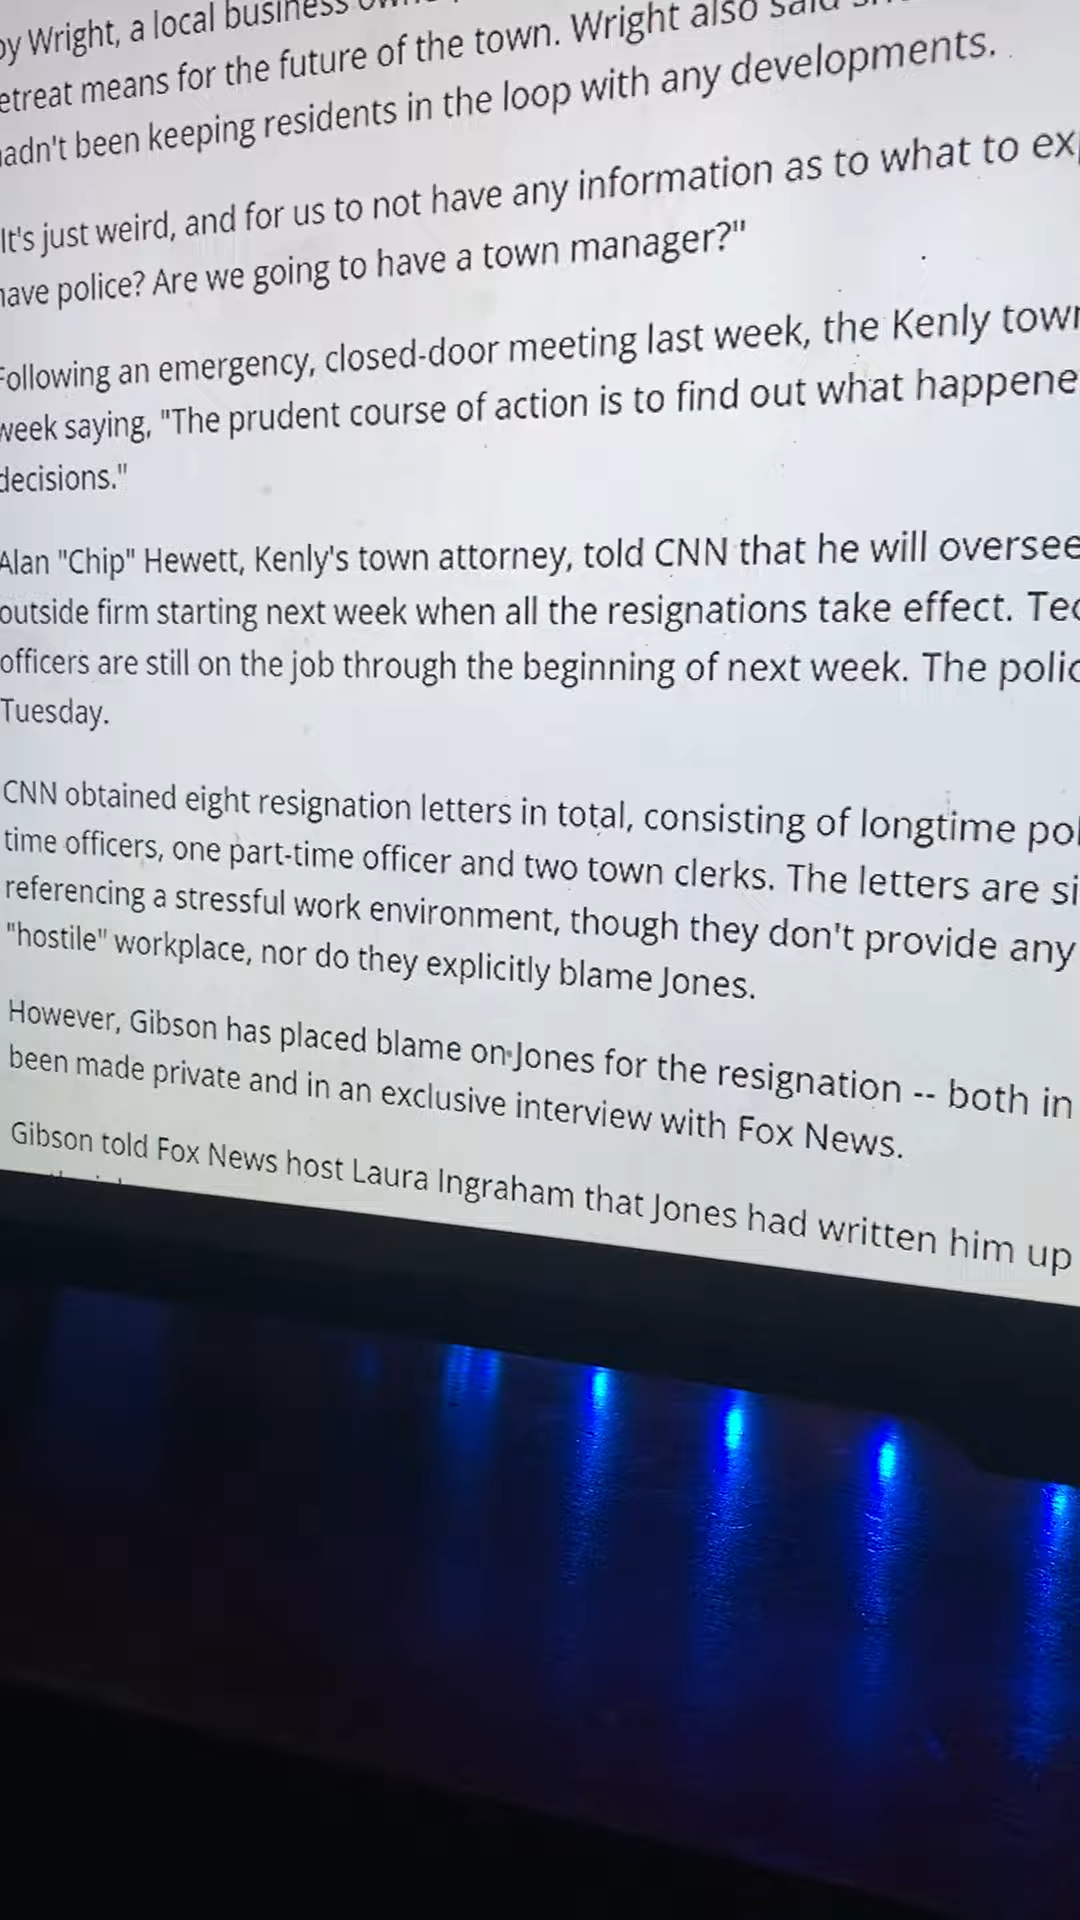 by Wright, a local business
etreat means for the future of the town. Wright also said
hadn't been keeping residents in the loop with any developments.
"It's just weird, and for us to not have any information as to what to
have police? Are we going to have a town manager?"
Following an emergency, closed-door meeting last week, the Kenly town
week saying, "The prudent course of action is to find out what happene
decisions."
Alan "Chip" Hewett, Kenly's town attorney, told CNN that he will oversee
outside firm starting next week when all the resignations take effect.
officers are still on the job through the beginning of next week. The
Tuesday.
CNN obtained eight resignation letters in total, consisting of longtime
time officers, one part-time officer and two town clerks. The letters are
referencing a stressful work environment, though they don't provide any
"hostile" workplace, nor do they explicitly blame Jones.
However, Gibson has placed blame on Jones for the resignation -- both in
been made private and in an exclusive interview with Fox News.
Gibson told Fox News host Laura Ingraham that Jones had written him up